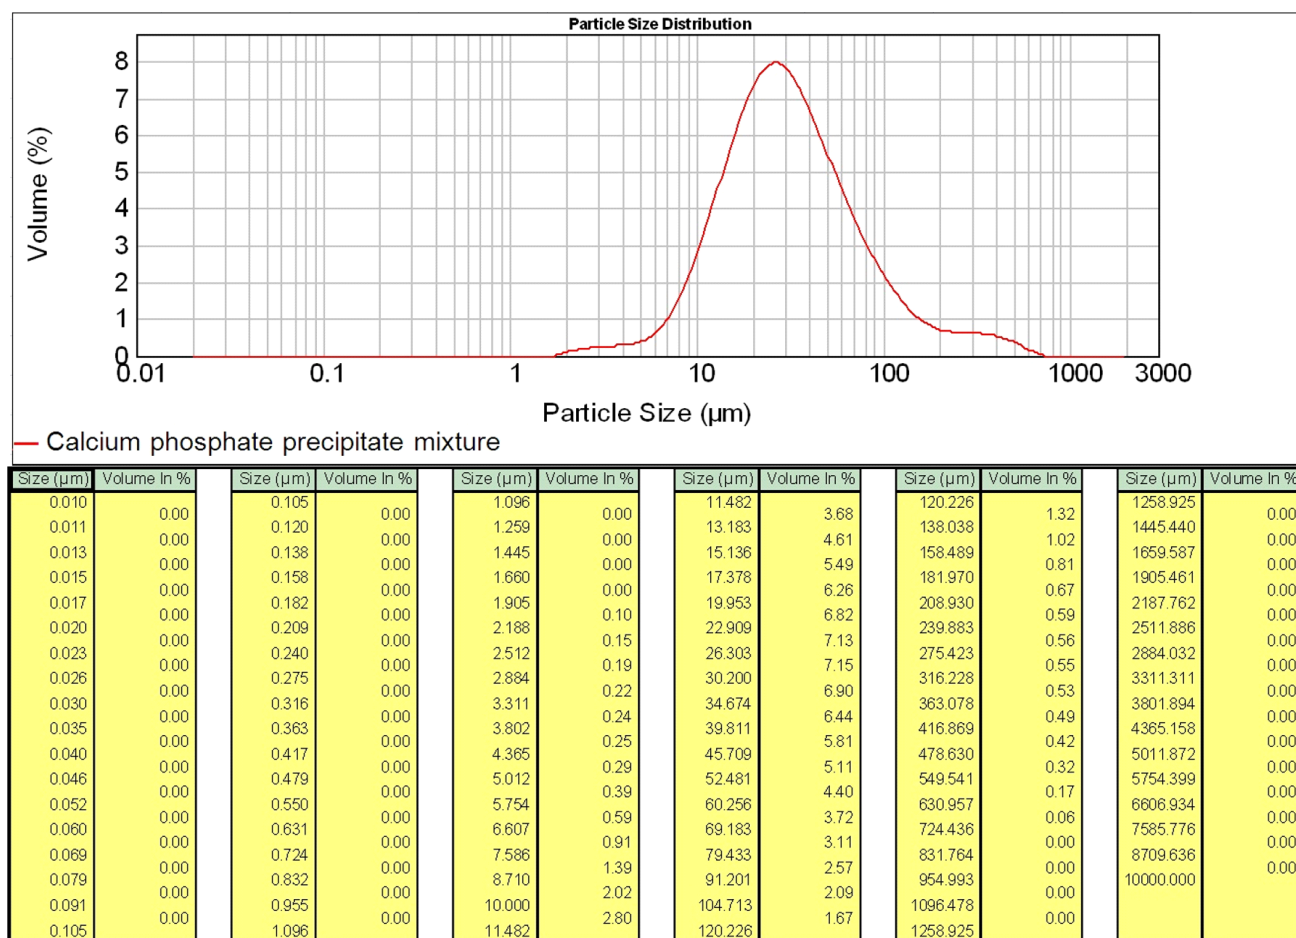 Particle Size Distribution
Volume (%)
8
7
6
5
4
3
2
1
0
0.01 0.1 1 10 100 1000 3000
Particle Size (µm)
Calcium phosphate precipitate mixture
Size (µm) Volume In % Size (µm) Volume In % Size (µm) Volume In % Size (µm) Volume In % Size (µm) Volume In % Size (µm) Volume In %
0.010 0.105 1.096 11.482 120.226 1258.925
0.00 0.00 0.00 3.68 1.32 0.00
0.011 0.120 1.259 13.183 138.038 1445.440
0.00 0.00 0.00 4.61 1.02 0.00
0.013 0.138 1.445 15.136 158.489 1659.587
0.00 0.00 0.00 5.49 0.81 0.00
0.015 0.158 1.660 17.378 181.970 1905.461
0.00 0.00 0.00 6.26 0.67 0.00
0.017 0.182 1.905 19.953 208.930 2187.762
0.00 0.00 0.10 6.82 0.59 0.00
0.020 0.209 2.188 22.909 239.883 2511.886
0.00 0.00 0.15 7.13 0.56 0.00
0.023 0.240 2.512 26.303 275.423 2884.032
0.00 0.00 0.19 7.15 0.55 0.00
0.026 0.275 2.884 30.200 316.228 3311.311
0.00 0.00 0.22 6.90 0.53 0.00
0.030 0.316 3.311 34.674 363.078 3801.894
0.00 0.00 0.24 6.44 0.49 0.00
0.035 0.363 3.802 39.811 416.869 4365.158
0.00 0.00 0.25 5.81 0.42 0.00
0.040 0.417 4.365 45.709 478.630 5011.872
0.00 0.00 0.29 5.11 0.32 0.00
0.046 0.479 5.012 52.481 549.541 5754.399
0.00 0.00 0.39 4.40 0.17 0.00
0.052 0.550 5.754 60.256 630.957 6606.934
0.00 0.00 0.59 3.72 0.06 0.00
0.060 0.631 6.607 69.183 724.436 7585.776
0.00 0.00 0.91 3.11 0.00 0.00
0.069 0.724 7.586 79.433 831.764 8709.636
0.00 0.00 1.39 2.57 0.00 0.00
0.079 0.832 8.710 91.201 954.993 10000.000
0.00 0.00 2.02 2.09 0.00
0.091 0.955 10.000 104.713 1096.478
0.00 0.00 2.80 1.67 0.00
0.105 1.096 11.482 120.226 1258.925